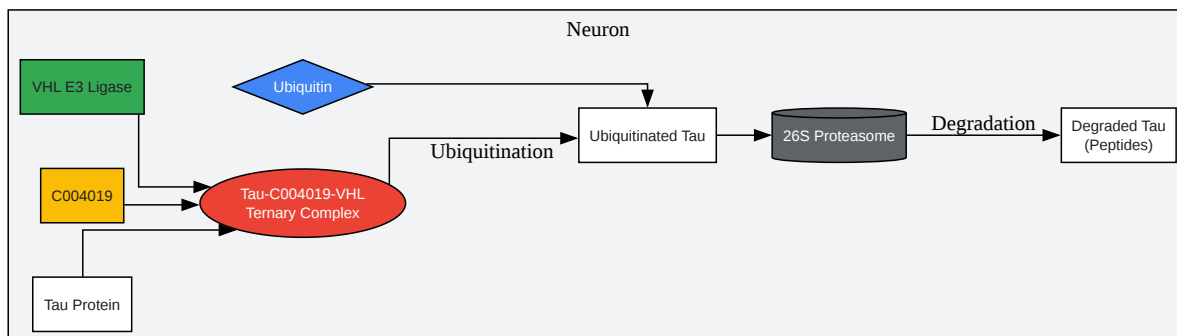 Neuron
VHL E3 Ligase
Ubiquitin
Ubiquitinated Tau
26S Proteasome
Degradation
Degraded Tau
(Peptides)
Ubiquitination
C004019
Tau-C004019-VHL
Ternary Complex
Tau Protein